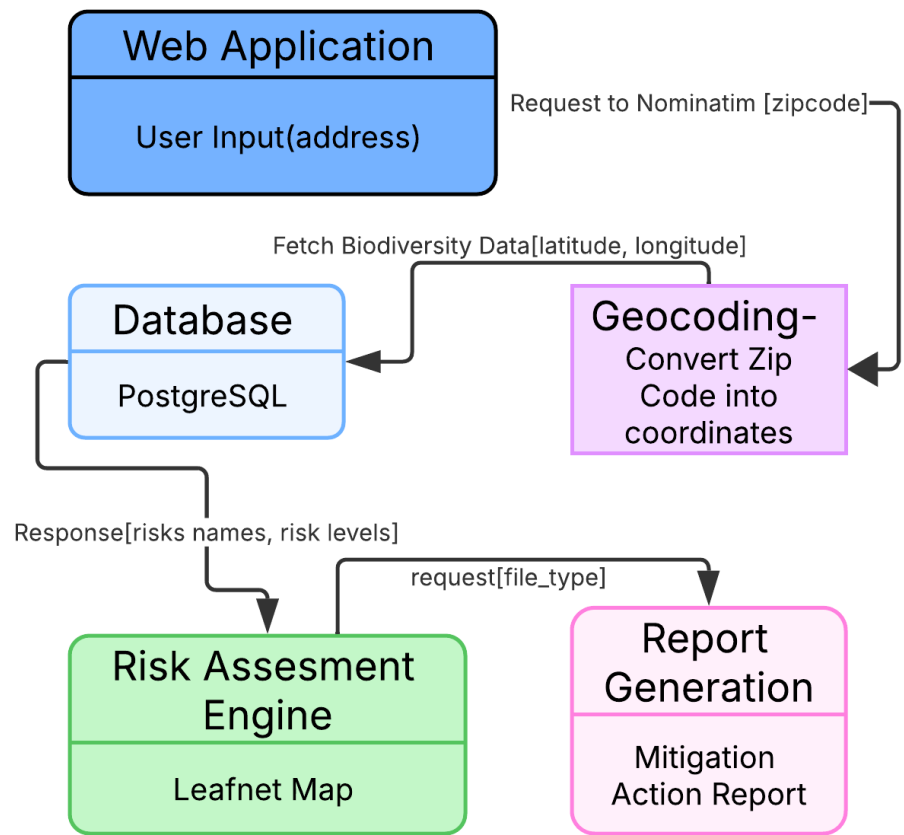 Web Application
User Input(address)
Request to Nominatim [zipcode]
Fetch Biodiversity Data[latitude, longitude]
Database
PostgreSQL
Geocoding-
Convert Zip
Code into
coordinates
Response[risks names, risk levels]
request[file_type]
Risk Assesment
Engine
Leafnet Map
Report
Generation
Mitigation
Action Report